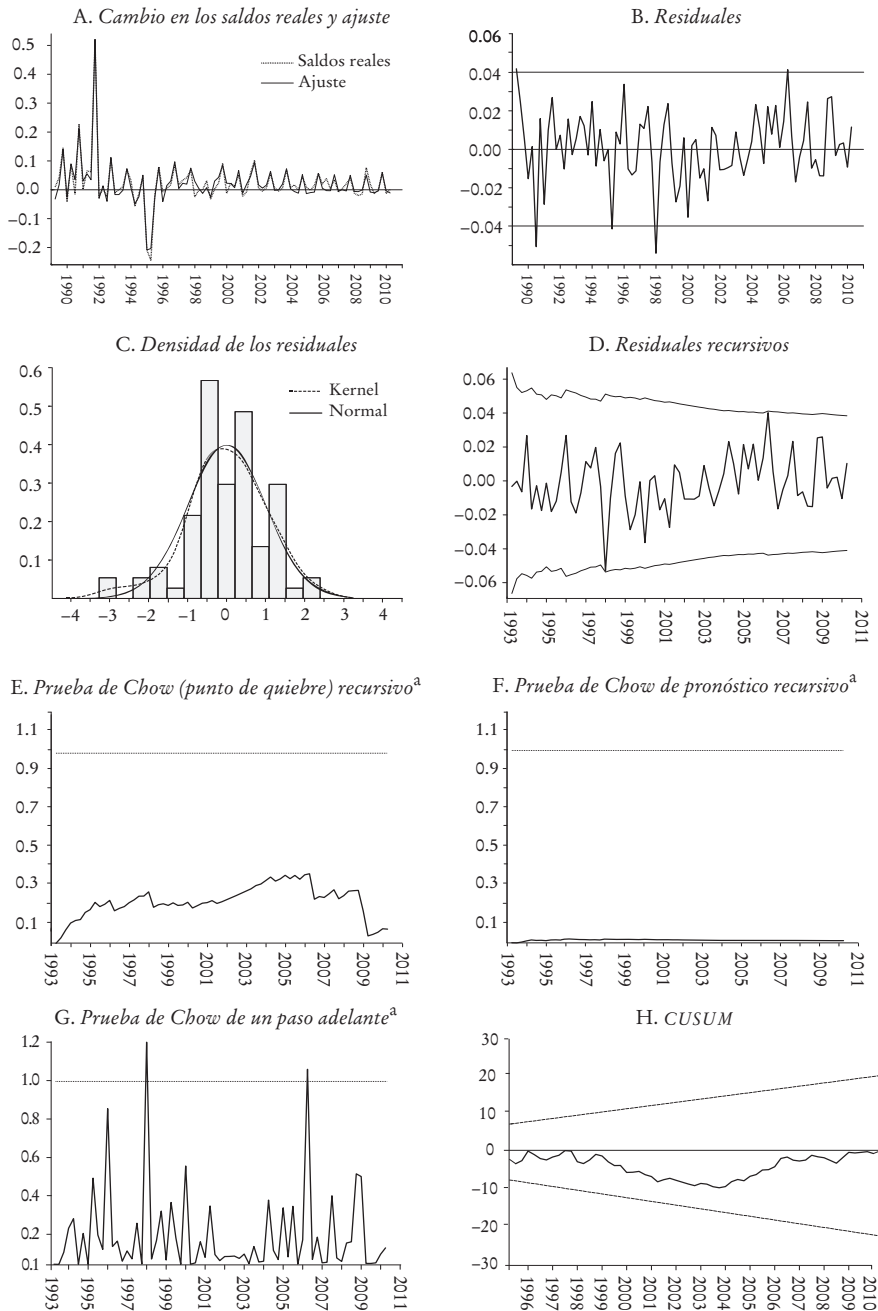 A. Cambio en los saldos reales y ajuste
0.5
0.4
0.3
0.2
0.1
0.0
−0.1
−0.2
Saldos reales
Ajuste
1990 1992 1994 1996 1998 2000 2002 2004 2006 2008 2010
B. Residuales
0.06
0.04
0.02
0.00
−0.02
−0.04
1990 1992 1994 1996 1998 2000 2002 2004 2006 2008 2010
C. Densidad de los residuales
0.6
0.5
0.4
0.3
0.2
0.1
Kernel
Normal
−4 −3 −2 −1 0 1 2 3 4
D. Residuales recursivos
0.06
0.04
0.02
0.00
−0.02
−0.04
−0.06
1993 1995 1997 1999 2001 2003 2005 2007 2009 2011
E. Prueba de Chow (punto de quiebre) recursivoª
1.1
0.9
0.7
0.5
0.3
0.1
1993 1995 1997 1999 2001 2003 2005 2007 2009 2011
F. Prueba de Chow de pronóstico recursivoª
1.1
0.9
0.7
0.5
0.3
0.1
1993 1995 1997 1999 2001 2003 2005 2007 2009 2011
G. Prueba de Chow de un paso adelanteª
1.2
1.0
1.2
0.4
0.2
0.1
1993 1995 1997 1999 2001 2003 2005 2007 2009 2011
H. CUSUM
30
20
10
0
−10
−20
−30
1996 1997 1998 1999 2000 2001 2002 2003 2004 2005 2006 2007 2008 2009 2010